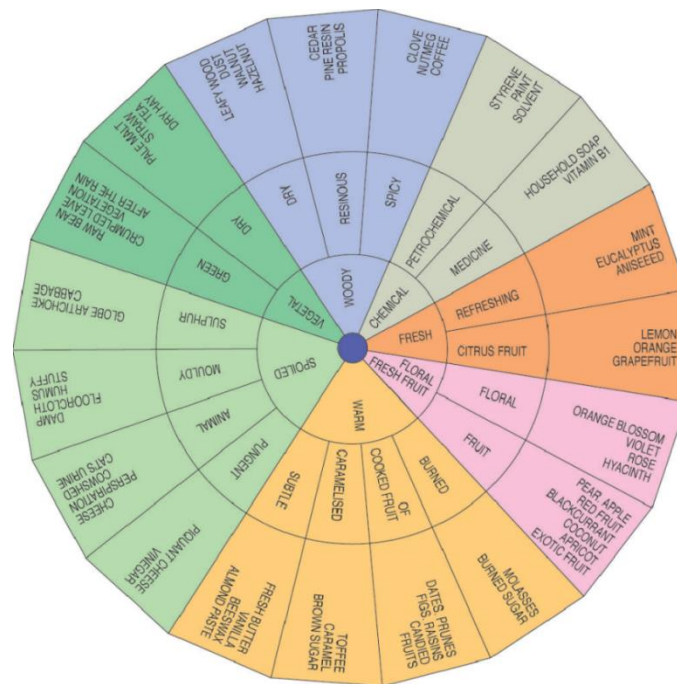 WOODY
DRY
LEAFY WOOD
DUST
WALNUT
HAZELNUT
RESINOUS
CEDAR
PINE RESIN
PROPOLIS
SPICY
CLOVE
NUTMEG
COFFEE
CHEMICAL
PETROCHEMICAL
STYRENE
PAINT
SOLVENT
MEDICINE
HOUSEHOLD SOAP
VITAMIN B1
FRESH
REFRESHING
MINT
EUCALYPTUS
ANISEEED
CITRUS FRUIT
LEMON
ORANGE
GRAPEFRUIT
FLORAL
FRESH FRUIT
FLORAL
ORANGE BLOSSOM
VIOLET
ROSE
HYACINTH
FRUIT
PEAR, APPLE
RED FRUIT
BLACKCURRANT
COCONUT
APRICOT
EXOTIC FRUIT
WARM
BURNED
MOLASSES
BURNED SUGAR
OF
COOKED FRUIT
DATES, PRUNES
FIGS, RAISINS
CANDIED
FRUITS
CARAMELISED
TOFFEE
CARAMEL
BROWN SUGAR
SUBTLE
FRESH BUTTER
VANILLA
BEESWAX
ALMOND PASTE
SPOILED
PUNGENT
PIQUANT CHEESE
VINEGAR
ANIMAL
CHEESE
PERSPIRATION
COWSHED
CAT'S URINE
MOULDY
DAMP
FLOORCLOTH
HUMUS
STUFFY
SULPHUR
GLOBE ARTICHOKE
CABBAGE
VEGETAL
GREEN
RAW BEAN
CRUMPLED LEAVE
VEGETATION
AFTER THE RAIN
DRY
PALE MALT
STRAW
TEA
DRY HAY